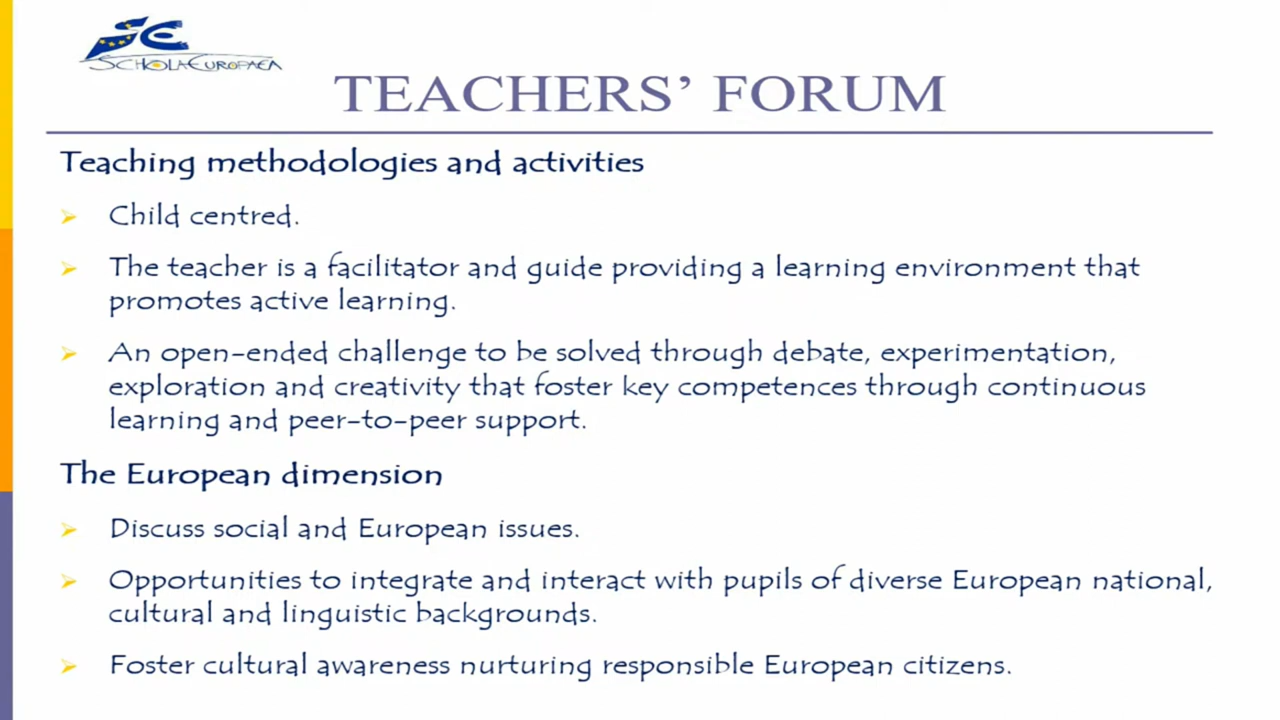 SE
SCHOLA EUROPAEA
TEACHERS’ FORUM
Teaching methodologies and activities
Child centred.
The teacher is a facilitator and guide providing a learning environment that
promotes active learning.
An open-ended challenge to be solved through debate, experimentation,
exploration and creativity that foster key competences through continuous
learning and peer-to-peer support.
The European dimension
Discuss social and European issues.
Opportunities to integrate and interact with pupils of diverse European national,
cultural and linguistic backgrounds.
Foster cultural awareness nurturing responsible European citizens.